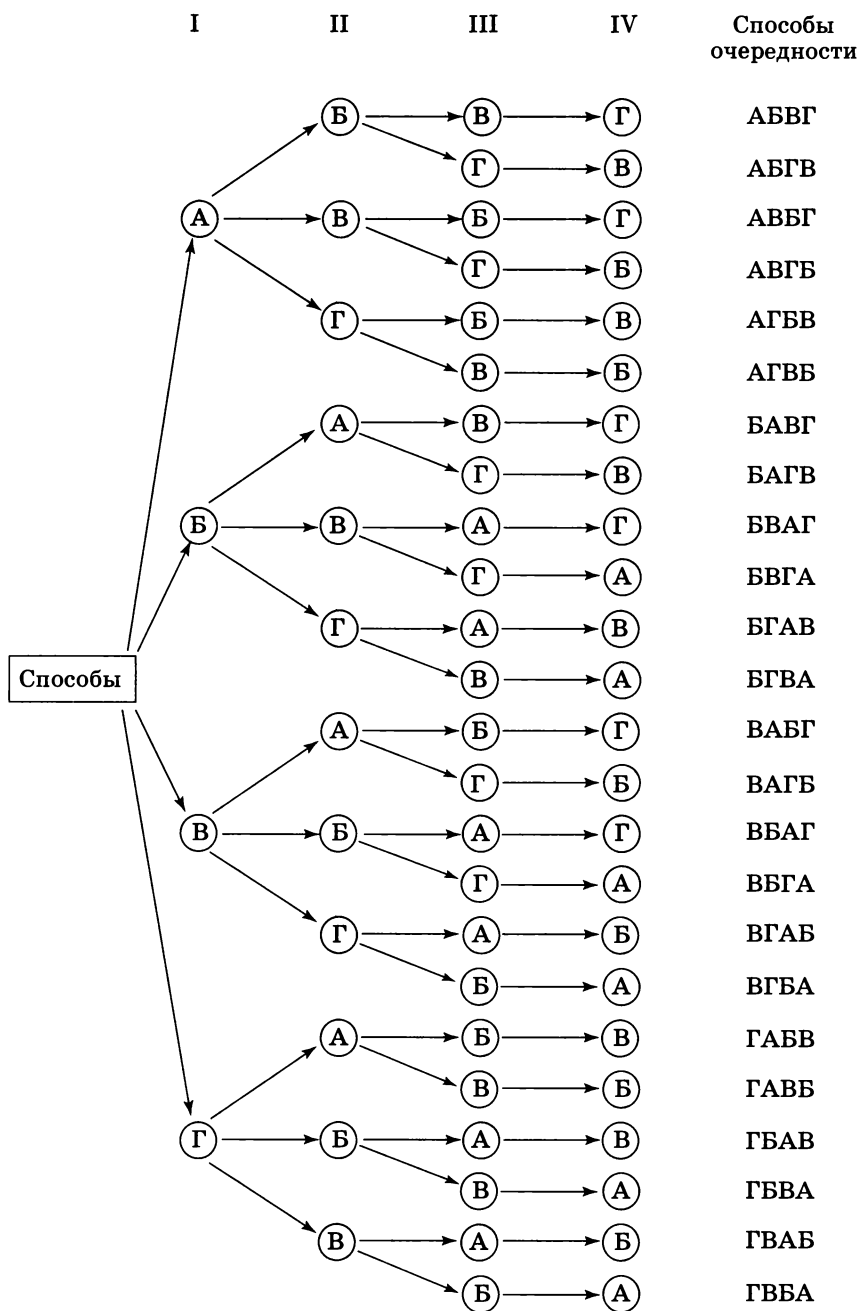 I II III IV Способы
очередности
Б В Г АБВГ
Г В АБГВ
А В Б Г АВБГ
Г Б АВГБ
Г Б В АГБВ
В Б АГВБ
А В Г БАВГ
Г В БАГВ
Б В А Г БВАГ
Г А БВГА
Г А В БГАВ
Способы В А БГВА
А Б Г ВАБГ
Г Б ВАГБ
В Б А Г ВБАГ
Г А ВБГА
Г А Б ВГАБ
Б А ВГБА
А Б В ГАБВ
В Б ГАВБ
Г Б А В ГБАВ
В А ГБВА
В А Б ГВАБ
Б А ГВБА